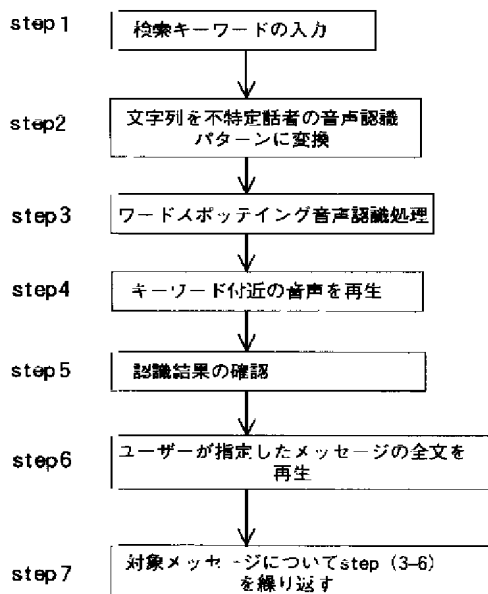 step1
検索キーワードの入力
step2
文字列を不特定話者の音声認識
パターンに変換
step3
ワードスポッテイング音声認識処理
step4
キーワード付近の音声を再生
step5
認識結果の確認
step6
ユーザーが指定したメッセージの全文を
再生
step7
対象メッセージについてstep (3-6)
を繰り返す